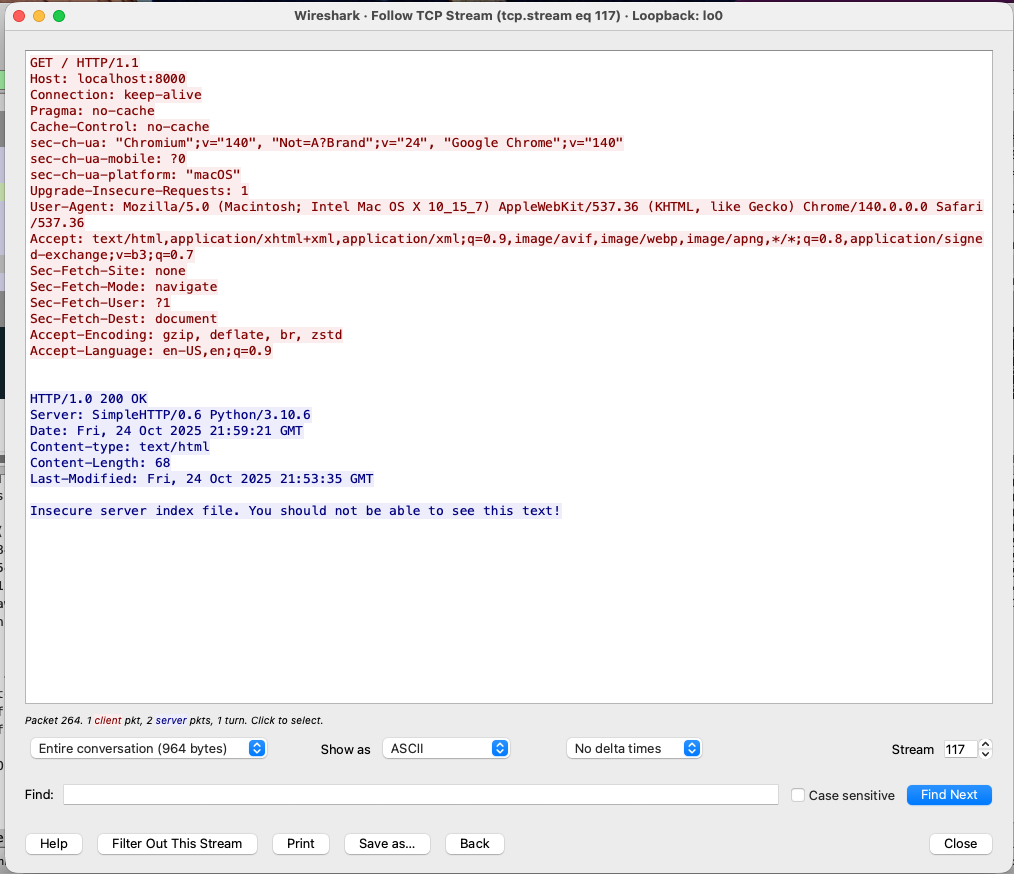 Wireshark · Follow TCP Stream (tcp.stream eq 117) · Loopback: lo0
GET / HTTP/1.1
Host: localhost:8000
Connection: keep-alive
Pragma: no-cache
Cache-Control: no-cache
sec-ch-ua: "Chromium";v="140", "Not=A?Brand";v="24", "Google Chrome";v="140"
sec-ch-ua-mobile: ?0
sec-ch-ua-platform: "macOS"
Upgrade-Insecure-Requests: 1
User-Agent: Mozilla/5.0 (Macintosh; Intel Mac OS X 10_15_7) AppleWebKit/537.36 (KHTML, like Gecko) Chrome/140.0.0.0 Safari
/537.36
Accept: text/html,application/xhtml+xml,application/xml;q=0.9,image/avif,image/webp,image/apng,*/*;q=0.8,application/signe
d-exchange;v=b3;q=0.7
Sec-Fetch-Site: none
Sec-Fetch-Mode: navigate
Sec-Fetch-User: ?1
Sec-Fetch-Dest: document
Accept-Encoding: gzip, deflate, br, zstd
Accept-Language: en-US,en;q=0.9
HTTP/1.0 200 OK
Server: SimpleHTTP/0.6 Python/3.10.6
Date: Fri, 24 Oct 2025 21:59:21 GMT
Content-type: text/html
Content-Length: 68
Last-Modified: Fri, 24 Oct 2025 21:53:35 GMT
Insecure server index file. You should not be able to see this text!
Packet 264. 1 client pkt, 2 server pkts, 1 turn. Click to select.
Entire conversation (964 bytes) Show as ASCII No delta times Stream 117
Find: Case sensitive Find Next
Help Filter Out This Stream Print Save as... Back Close